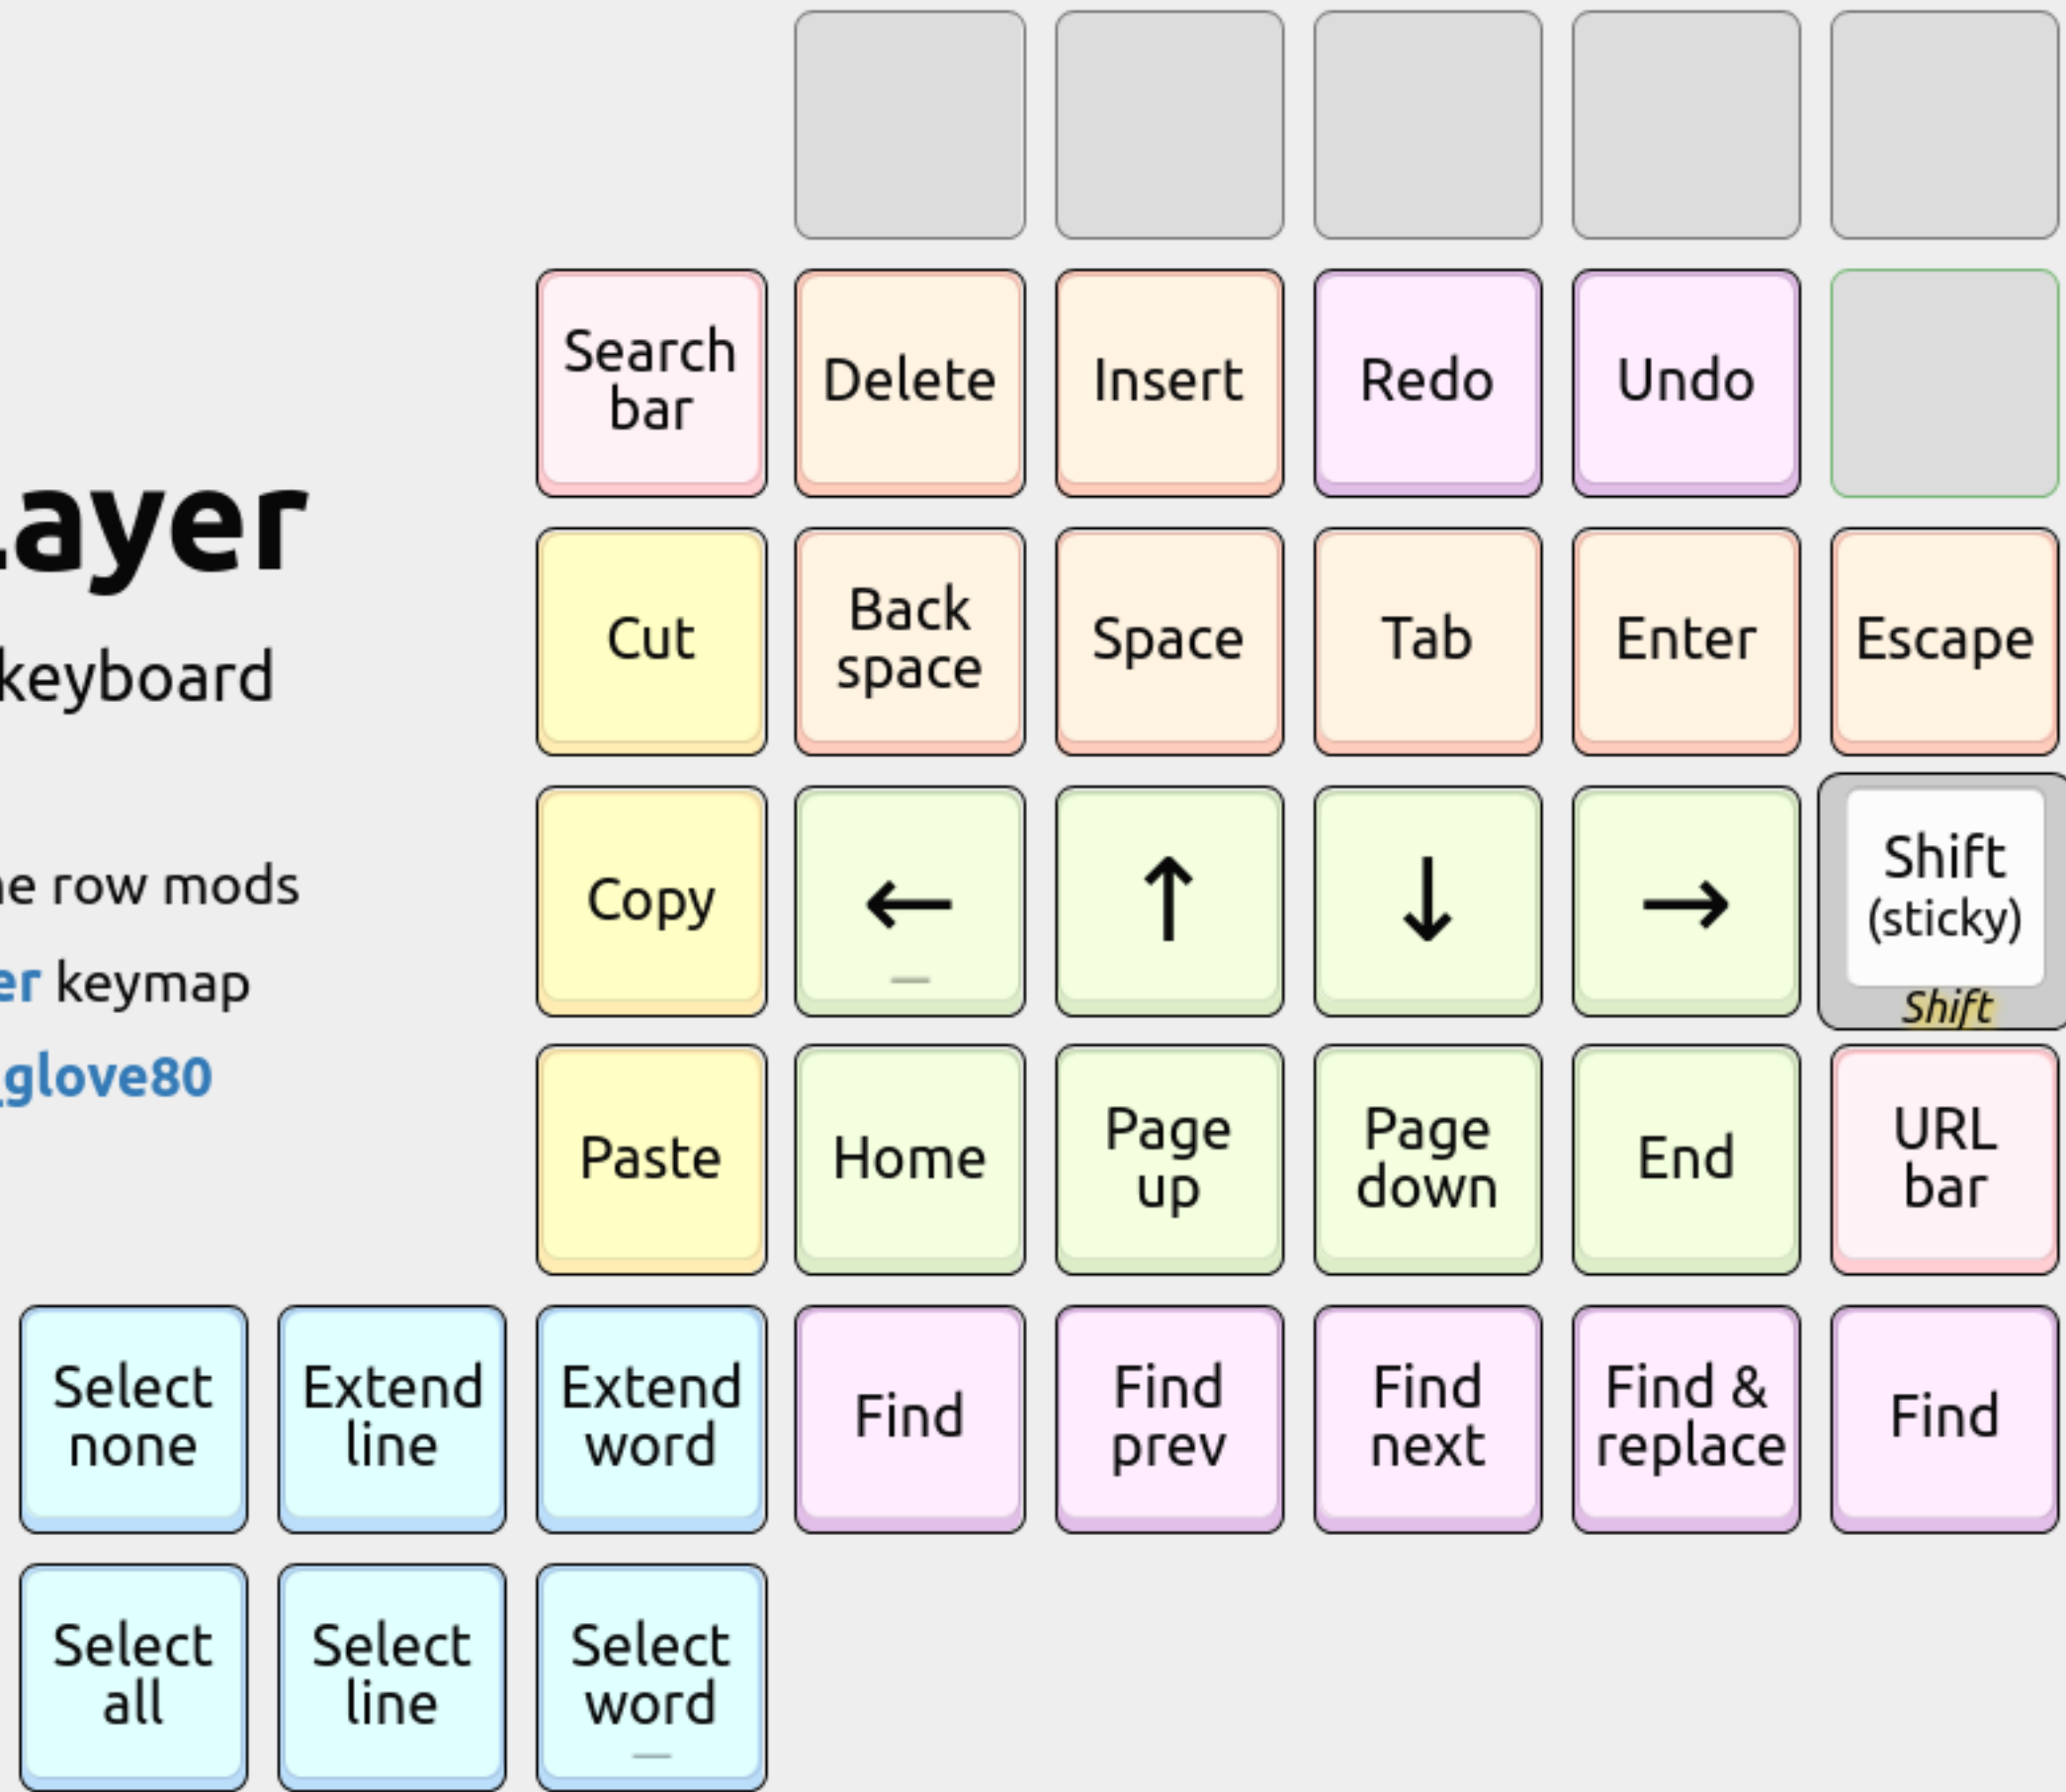 Search
bar
Delete
Insert
Redo
Undo
ayer
keyboard
Cut
Back
space
Space
Tab
Enter
Escape
row mods
keymap
_glove80
Copy
←
↑
↓
→
Shift
(sticky)
Shift
Paste
Home
Page
up
Page
down
End
URL
bar
Select
none
Extend
line
Extend
word
Find
Find
prev
Find
next
Find &
replace
Find
Select
all
Select
line
Select
word